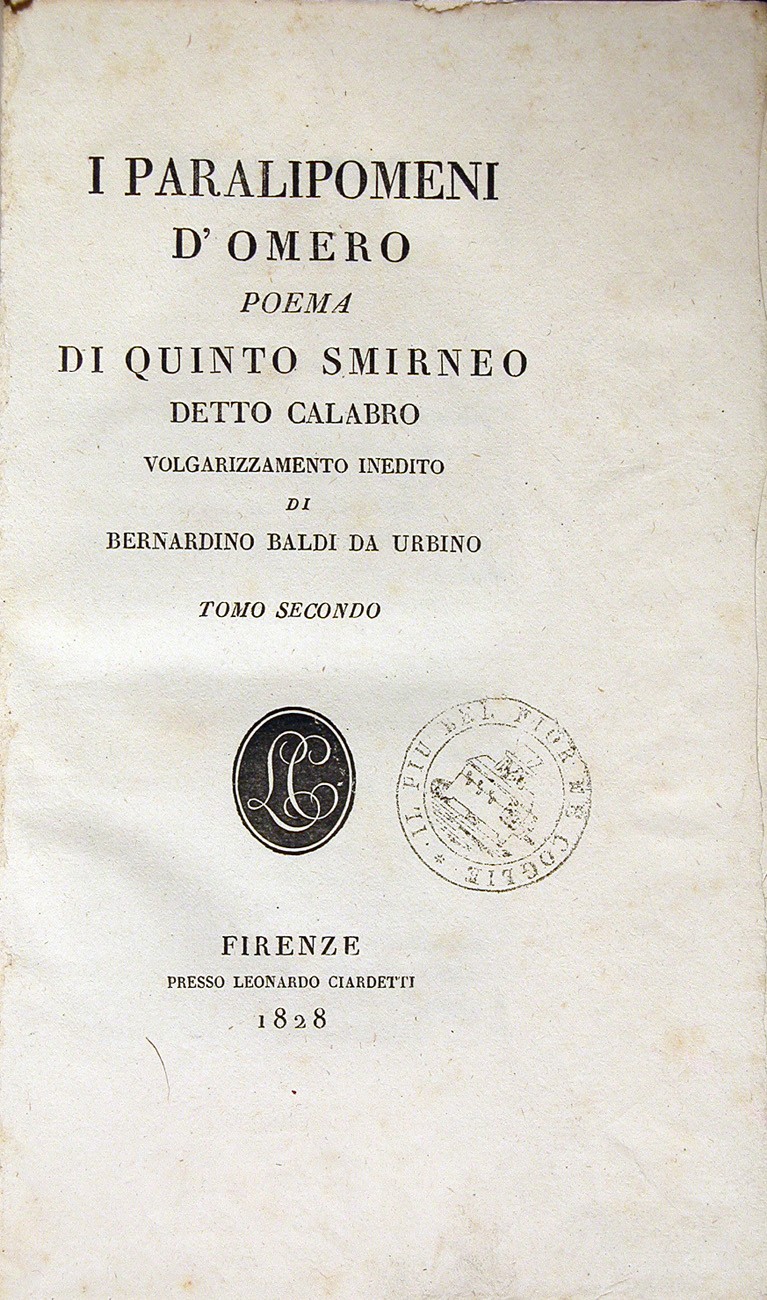 I PARALIPOMENI
D' OMERO
POEMA
DI QUINTO SMIRNEO
DETTO CALABRO
VOLGARIZZAMENTO INEDITO
DI
BERNARDINO BALDI DA URBINO
TOMO SECONDO
LC
IL PIU BEL FIOR NE COGLIE
FIRENZE
PRESSO LEONARDO CIARDETTI
1828